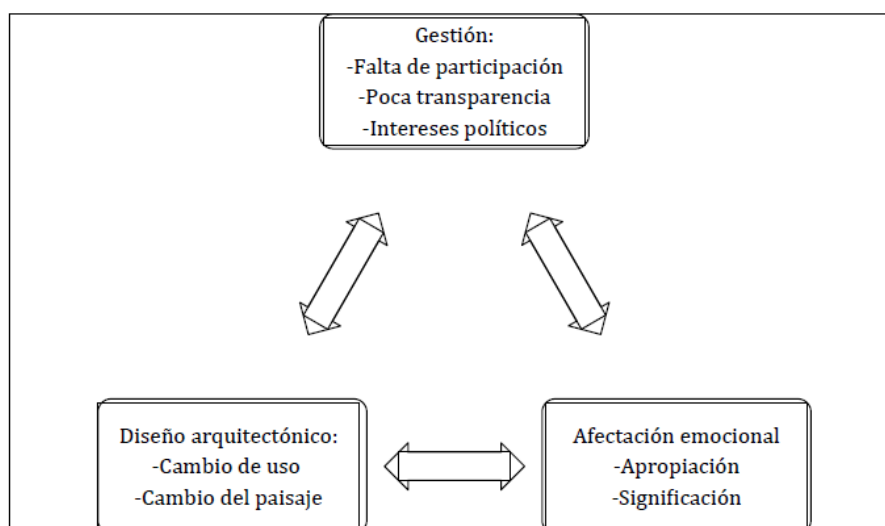 Gestión:
-Falta de participación
-Poca transparencia
-Intereses políticos
Diseño arquitectónico:
-Cambio de uso
-Cambio del paisaje
Afectación emocional
-Apropiación
-Significación